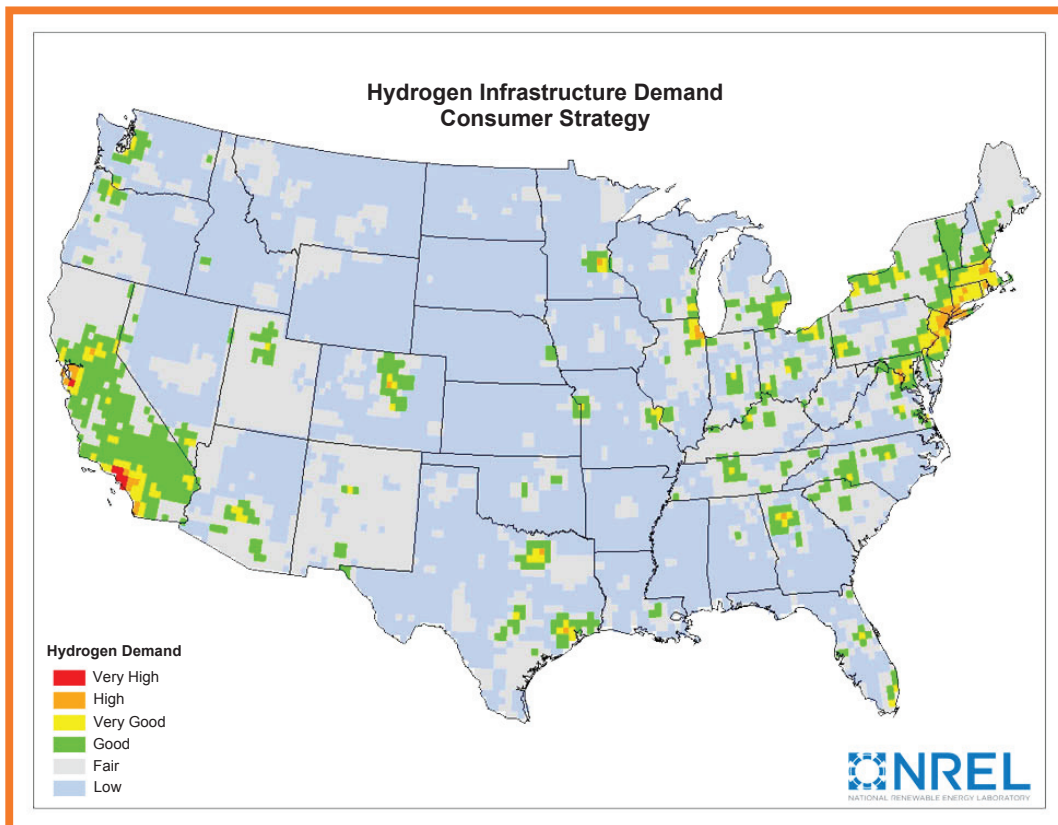 Hydrogen Infrastructure Demand
Consumer Strategy
Hydrogen Demand
Very High
High
Very Good
Good
Fair
Low
NREL
NATIONAL RENEWABLE ENERGY LABORATORY